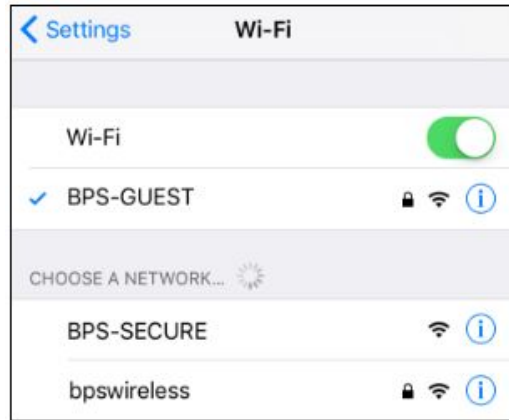 Settings Wi-Fi
Wi-Fi
BPS-GUEST
CHOOSE A NETWORK...
BPS-SECURE
bpswireless